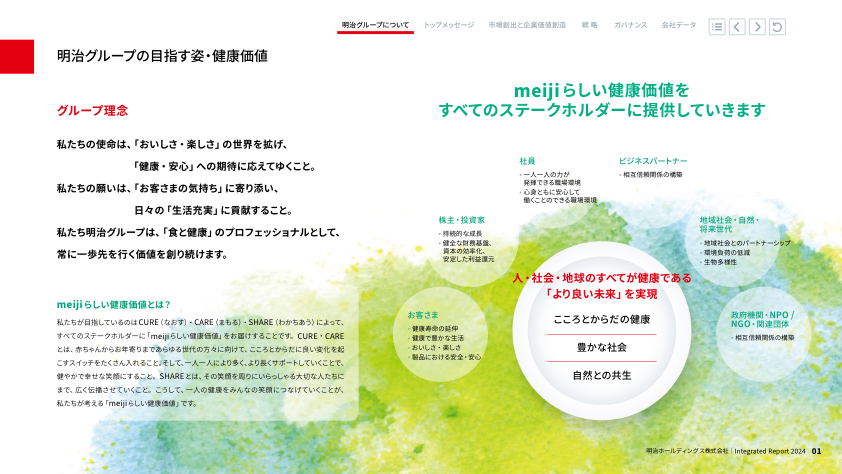 明治グループについて トップメッセージ 市場創出と企業価値創造 戦 略 ガバナンス 会社データ
明治グループの目指す姿・健康価値
グループ理念
私たちの使命は、「おいしさ・楽しさ」の世界を拡げ、
「健康・安心」への期待に応えてゆくこと。
私たちの願いは、「お客さまの気持ち」に寄り添い、
日々の「生活充実」に貢献すること。
私たち明治グループは、「食と健康」のプロフェッショナルとして、
常に一歩先を行く価値を創り続けます。
meijiらしい健康価値とは?
私たちが目指しているのはCURE(なおす)・CARE(まもる)・SHARE(わかちあう)によって、
すべてのステークホルダーに「meijiらしい健康価値」をお届けすることです。CURE・CARE
とは、赤ちゃんからお年寄りまであらゆる世代の方々に向けて、こころとからだに良い変化を起
こすスイッチをたくさん入れること。そして、一人一人により多く、より長くサポートしていくことで、
健やかで幸せな笑顔にすること。SHAREとは、その笑顔を周りにいらっしゃる大切な人たちに
まで、広く伝播させていくこと。こうして、一人の健康をみんなの笑顔につなげていくことが、
私たちが考える「meijiらしい健康価値」です。
meijiらしい健康価値を
すべてのステークホルダーに提供していきます
社員
・一人一人の力が
発揮できる職場環境
・心身ともに安心して
働くことのできる職場環境
ビジネスパートナー
・相互信頼関係の構築
株主・投資家
・持続的な成長
・健全な財務基盤、
資本の効率化、
安定した利益還元
地域社会・自然・
将来世代
・地域社会とのパートナーシップ
・環境負荷の低減
・生物多様性
お客さま
・健康寿命の延伸
・健康で豊かな生活
・おいしさ・楽しさ
・製品における安全・安心
政府機関・NPO /
NGO・関連団体
・相互信頼関係の構築
人・社会・地球のすべてが健康である
「より良い未来」を実現
こころとからだの健康
豊かな社会
自然との共生
明治ホールディングス株式会社 | Integrated Report 2024 01